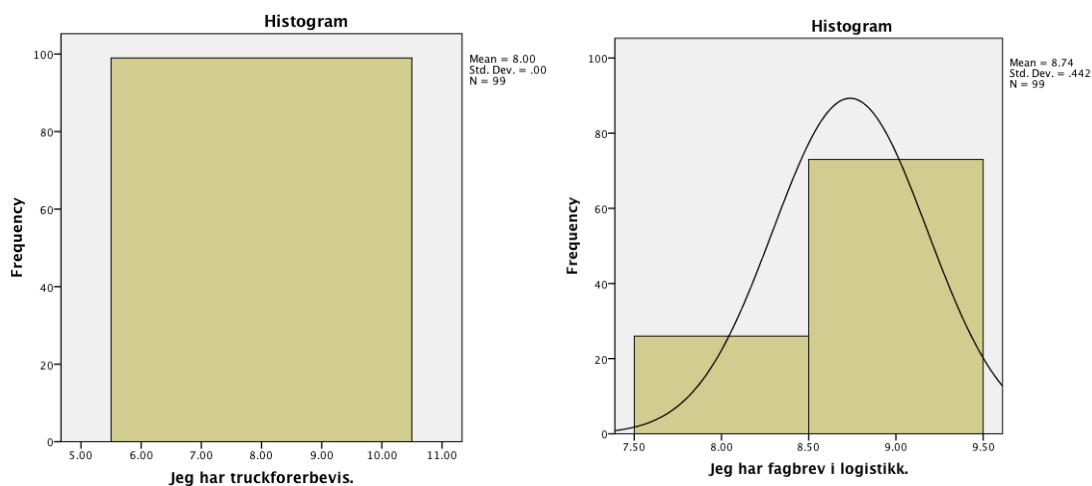 Histogram
100
80
60
40
20
0
Frequency
5.00 6.00 7.00 8.00 9.00 10.00 11.00
Jeg har truckforerbevis.
Mean = 8.00
Std. Dev. = .00
N = 99
Histogram
100
80
60
40
20
0
Frequency
7.50 8.00 8.50 9.00 9.50
Jeg har fagbrev i logistikk.
Mean = 8.74
Std. Dev. = .442
N = 99